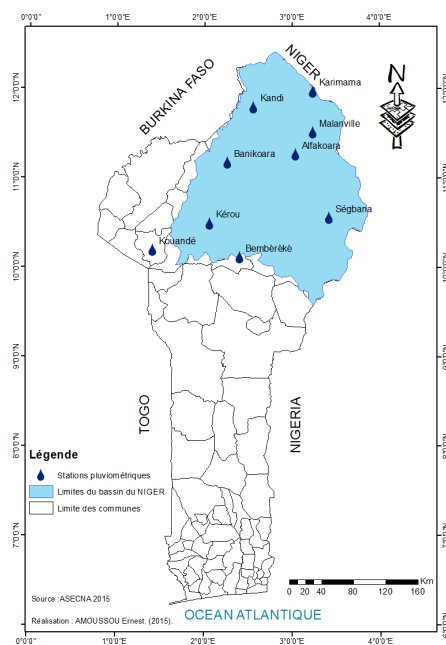 0°0'0" 1°0'0"E 2°0'0"E 3°0'0"E 4°0'0"E
NIGER
BURKINA FASO
N
12°0'0"N
Karimama
Kandi
Malanville
Alfakoara
Banikoara
11°0'0"N
Ségbana
Kérou
Kouandé
Bembèrèkè
10°0'0"N
9°0'0"N
TOGO
NIGERIA
8°0'0"N
7°0'0"N
6°0'0"N
Légende
Stations pluviométriques
Limites du bassin du NIGER
Limite des communes
Km
0 20 40 80 120 160
Source :ASECNA 2015
OCEAN ATLANTIQUE
Réalisation : AMOUSSOU Ernest. (2015).
0°0'0" 1°0'0"E 2°0'0"E 3°0'0"E 4°0'0"E